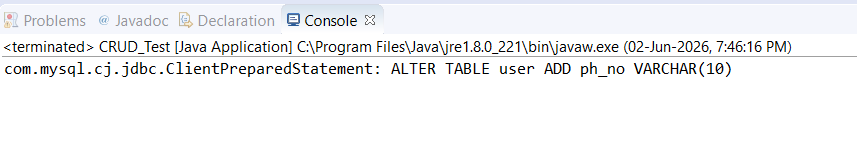 Problems @ Javadoc Declaration Console
<terminated> CRUD_Test [Java Application] C:\Program Files\Java\jre1.8.0_221\bin\javaw.exe (02-Jun-2026, 7:46:16 PM)
com.mysql.cj.jdbc.ClientPreparedStatement: ALTER TABLE user ADD ph_no VARCHAR(10)